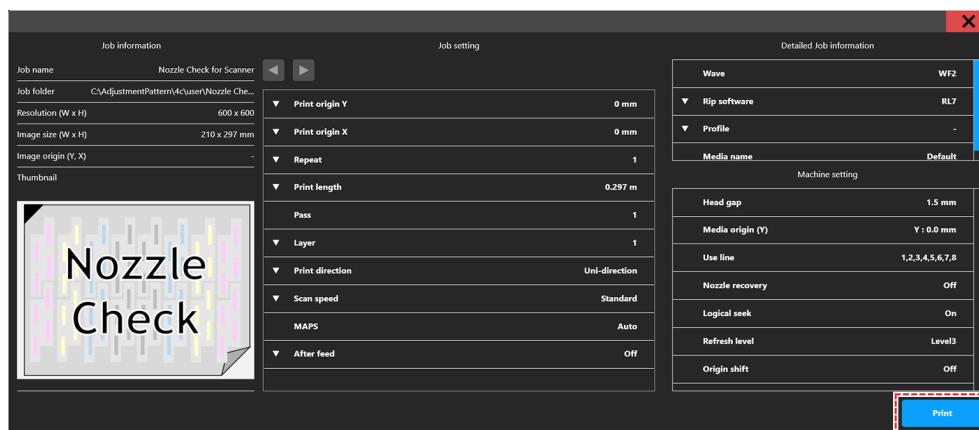 Job information
Job name Nozzle Check for Scanner
Job folder C:\AdjustmentPattern\4c\user\Nozzle Che...
Resolution (W x H) 600 x 600
Image size (W x H) 210 x 297 mm
Image origin (Y, X) -
Thumbnail
Nozzle
Check
Job setting
Print origin Y 0 mm
Print origin X 0 mm
Repeat 1
Print length 0.297 m
Pass 1
Layer 1
Print direction Uni-direction
Scan speed Standard
MAPS Auto
After feed Off
Detailed Job information
Wave WF2
Rip software RL7
Profile -
Media name Default
Machine setting
Head gap 1.5 mm
Media origin (Y) Y : 0.0 mm
Use line 1,2,3,4,5,6,7,8
Nozzle recovery Off
Logical seek On
Refresh level Level3
Origin shift Off
Print